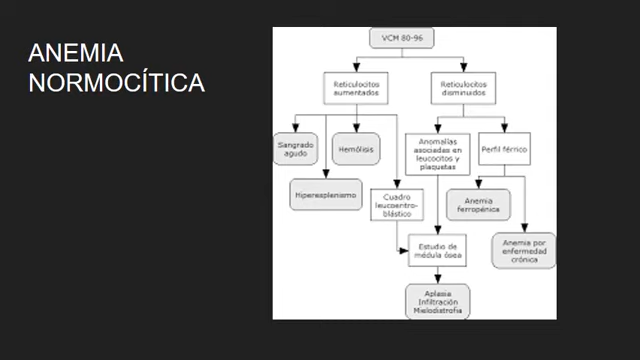 ANEMIA
NORMOCÍTICA
VCM 80-96
Reticulocitos
aumentados
Reticulocitos
disminuidos
Sangrado
agudo
Hemólisis
Anomalías
asociadas en
leucocitos y
plaquetas
Perfil férrico
Hiperesplenismo
Cuadro
leucoentro-
blástico
Anemia
ferropénica
Estudio de
médula ósea
Anemia por
enfermedad
crónica
Aplasia
Infiltración
Mielodistrofia